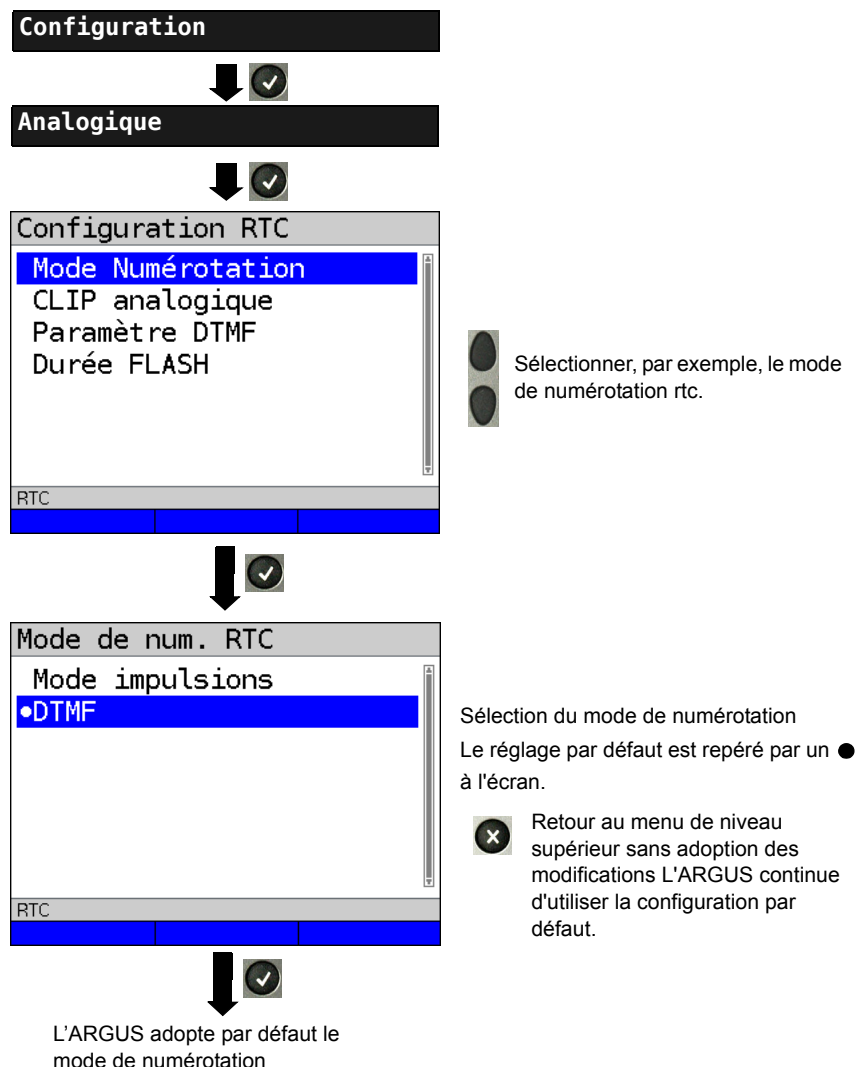 Configuration
Analogique
Configuration RTC
Mode Numérotation
CLIP analogique
Paramètre DTMF
Durée FLASH
RTC
Sélectionner, par exemple, le mode
de numérotation rtc.
Mode de num. RTC
Mode impulsions
●DTMF
RTC
Sélection du mode de numérotation
Le réglage par défaut est repéré par un ●
à l'écran.
Retour au menu de niveau
supérieur sans adoption des
modifications L'ARGUS continue
d'utiliser la configuration par
défaut.
L’ARGUS adopte par défaut le
mode de numérotation